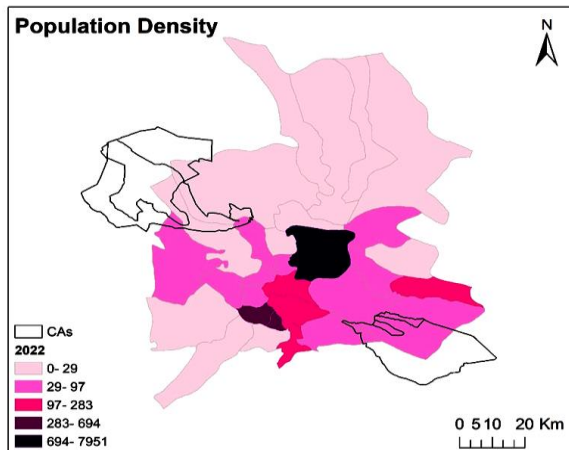 Population Density
N
CAs
2022
0- 29
29- 97
97- 283
283- 694
694- 7951
0 5 10 20 Km